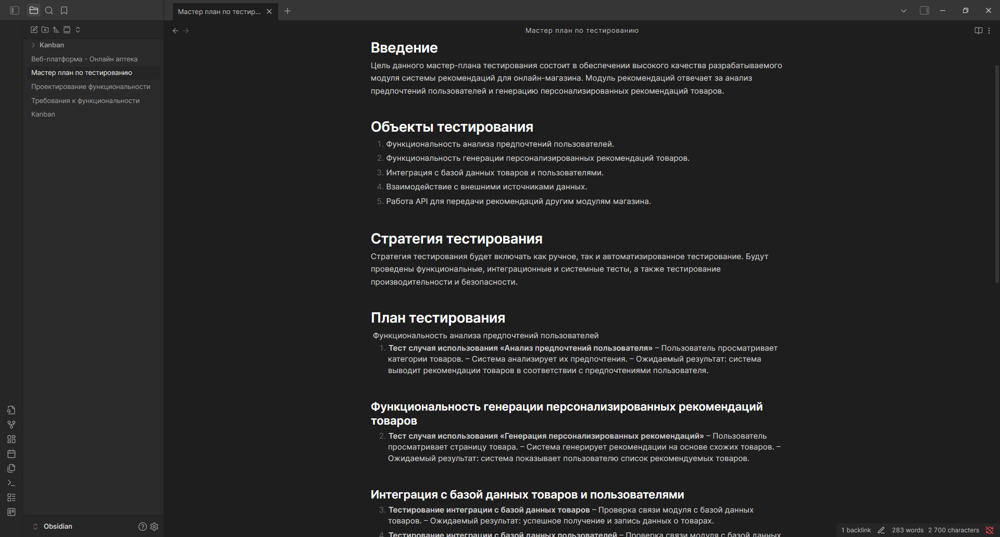 Мастер план по тестир...
Мастер план по тестированию
Kanban
Веб-платформа - Онлайн аптека
Мастер план по тестированию
Проектирование функциональности
Требования к функциональности
Kanban
Введение
Цель данного мастер-плана тестирования состоит в обеспечении высокого качества разрабатываемого
модуля системы рекомендаций для онлайн-магазина. Модуль рекомендаций отвечает за анализ
предпочтений пользователей и генерацию персонализированных рекомендаций товаров.
Объекты тестирования
1. Функциональность анализа предпочтений пользователей.
2. Функциональность генерации персонализированных рекомендаций товаров.
3. Интеграция с базой данных товаров и пользователями.
4. Взаимодействие с внешними источниками данных.
5. Работа API для передачи рекомендаций другим модулям магазина.
Стратегия тестирования
Стратегия тестирования будет включать как ручное, так и автоматизированное тестирование. Будут
проведены функциональные, интеграционные и системные тесты, а также тестирование
производительности и безопасности.
План тестирования
Функциональность анализа предпочтений пользователей
1. Тест случая использования «Анализ предпочтений пользователя» – Пользователь просматривает
категории товаров. – Система анализирует их предпочтения. – Ожидаемый результат: система
выводит рекомендации товаров в соответствии с предпочтениями пользователя.
Функциональность генерации персонализированных рекомендаций
товаров
2. Тест случая использования «Генерация персонализированных рекомендаций» – Пользователь
просматривает страницу товара. – Система генерирует рекомендации на основе схожих товаров. –
Ожидаемый результат: система показывает пользователю список рекомендуемых товаров.
Интеграция с базой данных товаров и пользователями
3. Тестирование интеграции с базой данных товаров – Проверка связи модуля с базой данных
товаров. – Ожидаемый результат: успешное получение и запись данных о товарах.
4. Тестирование интеграции с базой данных пользователей – Проверка связи модуля с базой данных
Obsidian
1 backlink 283 words 2 700 characters